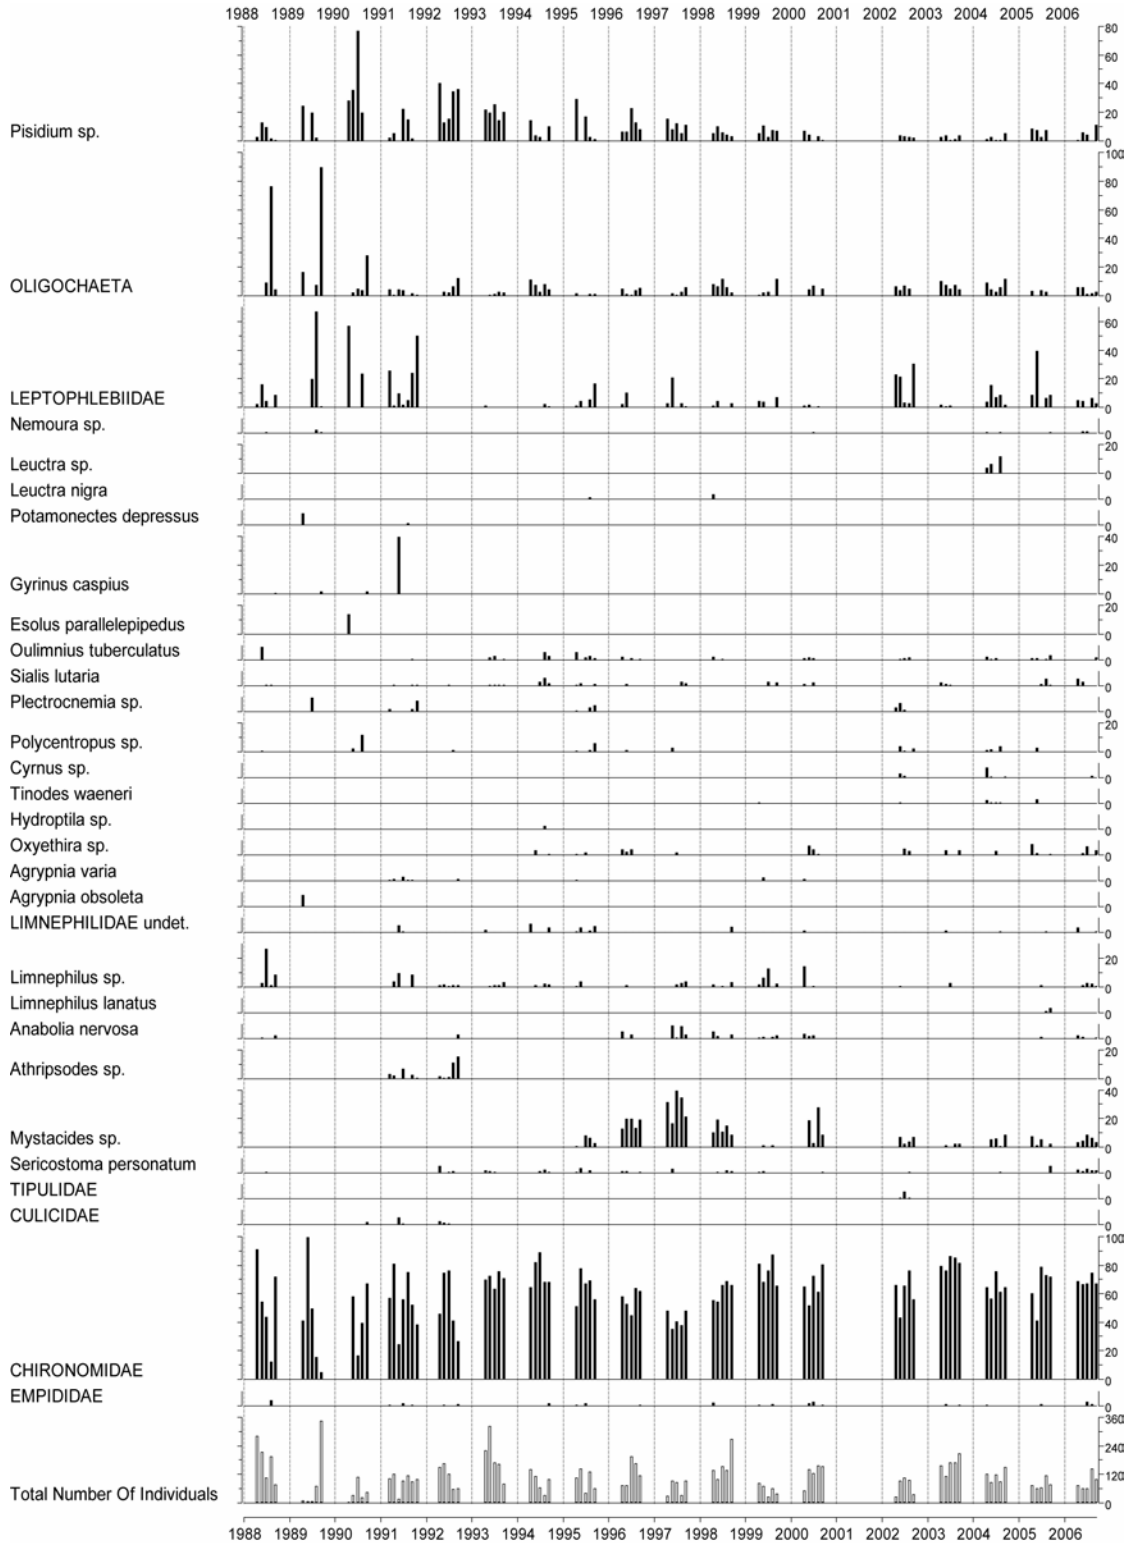 1988 1989 1990 1991 1992 1993 1994 1995 1996 1997 1998 1999 2000 2001 2002 2003 2004 2005 2006
80
60
40
20
Pisidium sp. 0
100
80
60
40
20
OLIGOCHAETA 0
60
40
20
LEPTOPHLEBIIDAE 0
Nemoura sp. 0
20
Leuctra sp. 0
Leuctra nigra 0
Potamonectes depressus 0
40
20
Gyrinus caspius 0
20
Esolus parallelepipedus 0
Oulimnius tuberculatus 0
Sialis lutaria 0
Plectrocnemia sp. 0
20
Polycentropus sp. 0
Cyrnus sp. 0
Tinodes waeneri 0
Hydroptila sp. 0
Oxyethira sp. 0
Agrypnia varia 0
Agrypnia obsoleta 0
LIMNEPHILIDAE undet. 0
20
Limnephilus sp. 0
Limnephilus lanatus 0
Anabolia nervosa 0
20
Athripsodes sp. 0
40
20
Mystacides sp. 0
Sericostoma personatum 0
TIPULIDAE 0
CULICIDAE 0
100
80
60
40
20
CHIRONOMIDAE 0
EMPIDIDAE 0
360
240
120
Total Number Of Individuals 0
1988 1989 1990 1991 1992 1993 1994 1995 1996 1997 1998 1999 2000 2001 2002 2003 2004 2005 2006